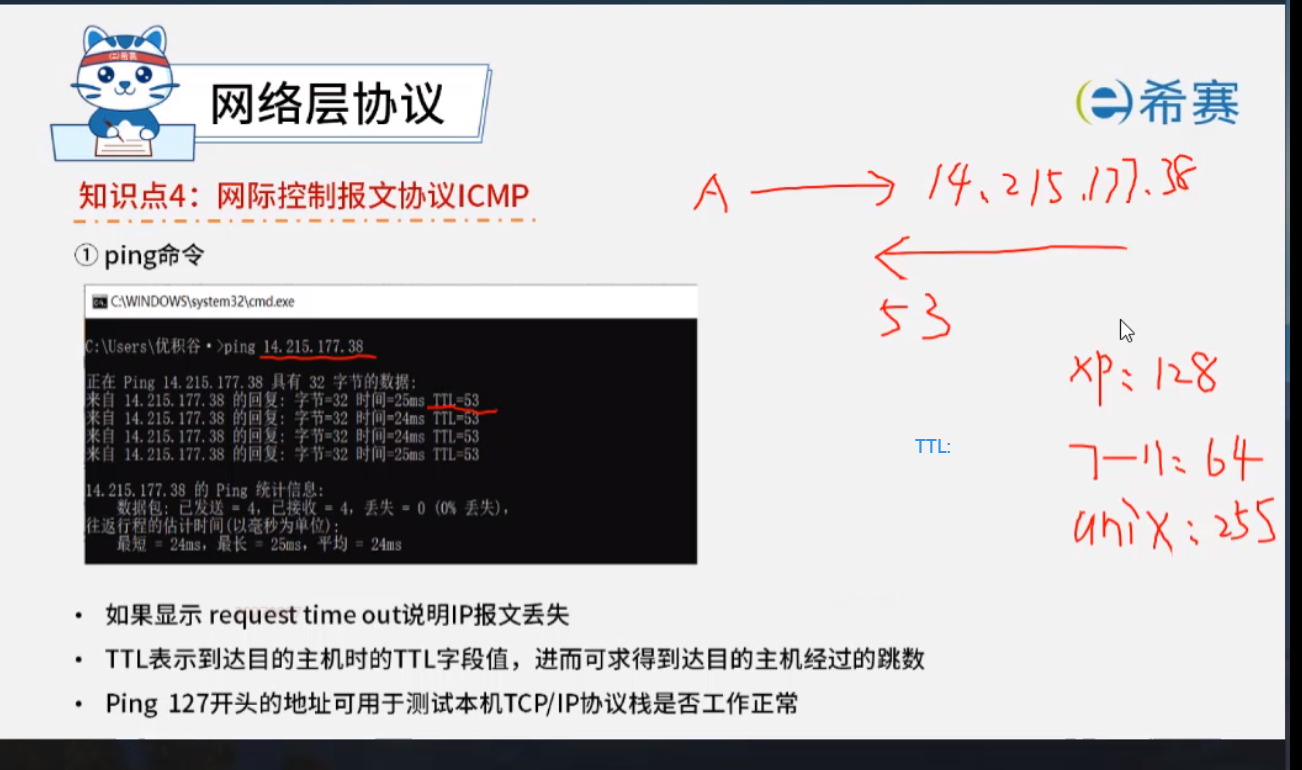 网络层协议
希赛
知识点4：网际控制报文协议ICMP
A → 14.215.177.38
←
53
① ping命令
C:\WINDOWS\system32\cmd.exe
C:\Users\优积谷·>ping 14.215.177.38
正在 Ping 14.215.177.38 具有 32 字节的数据:
来自 14.215.177.38 的回复: 字节=32 时间=25ms TTL=53
来自 14.215.177.38 的回复: 字节=32 时间=24ms TTL=53
来自 14.215.177.38 的回复: 字节=32 时间=24ms TTL=53
来自 14.215.177.38 的回复: 字节=32 时间=25ms TTL=53
14.215.177.38 的 Ping 统计信息:
数据包: 已发送 = 4，已接收 = 4，丢失 = 0 (0% 丢失)，
往返行程的估计时间(以毫秒为单位):
最短 = 24ms，最长 = 25ms，平均 = 24ms
TTL:
xp: 128
: 64
unix: 255
• 如果显示 request time out说明IP报文丢失
• TTL表示到达目的主机时的TTL字段值，进而可求得到达目的主机经过的跳数
• Ping 127开头的地址可用于测试本机TCP/IP协议栈是否工作正常